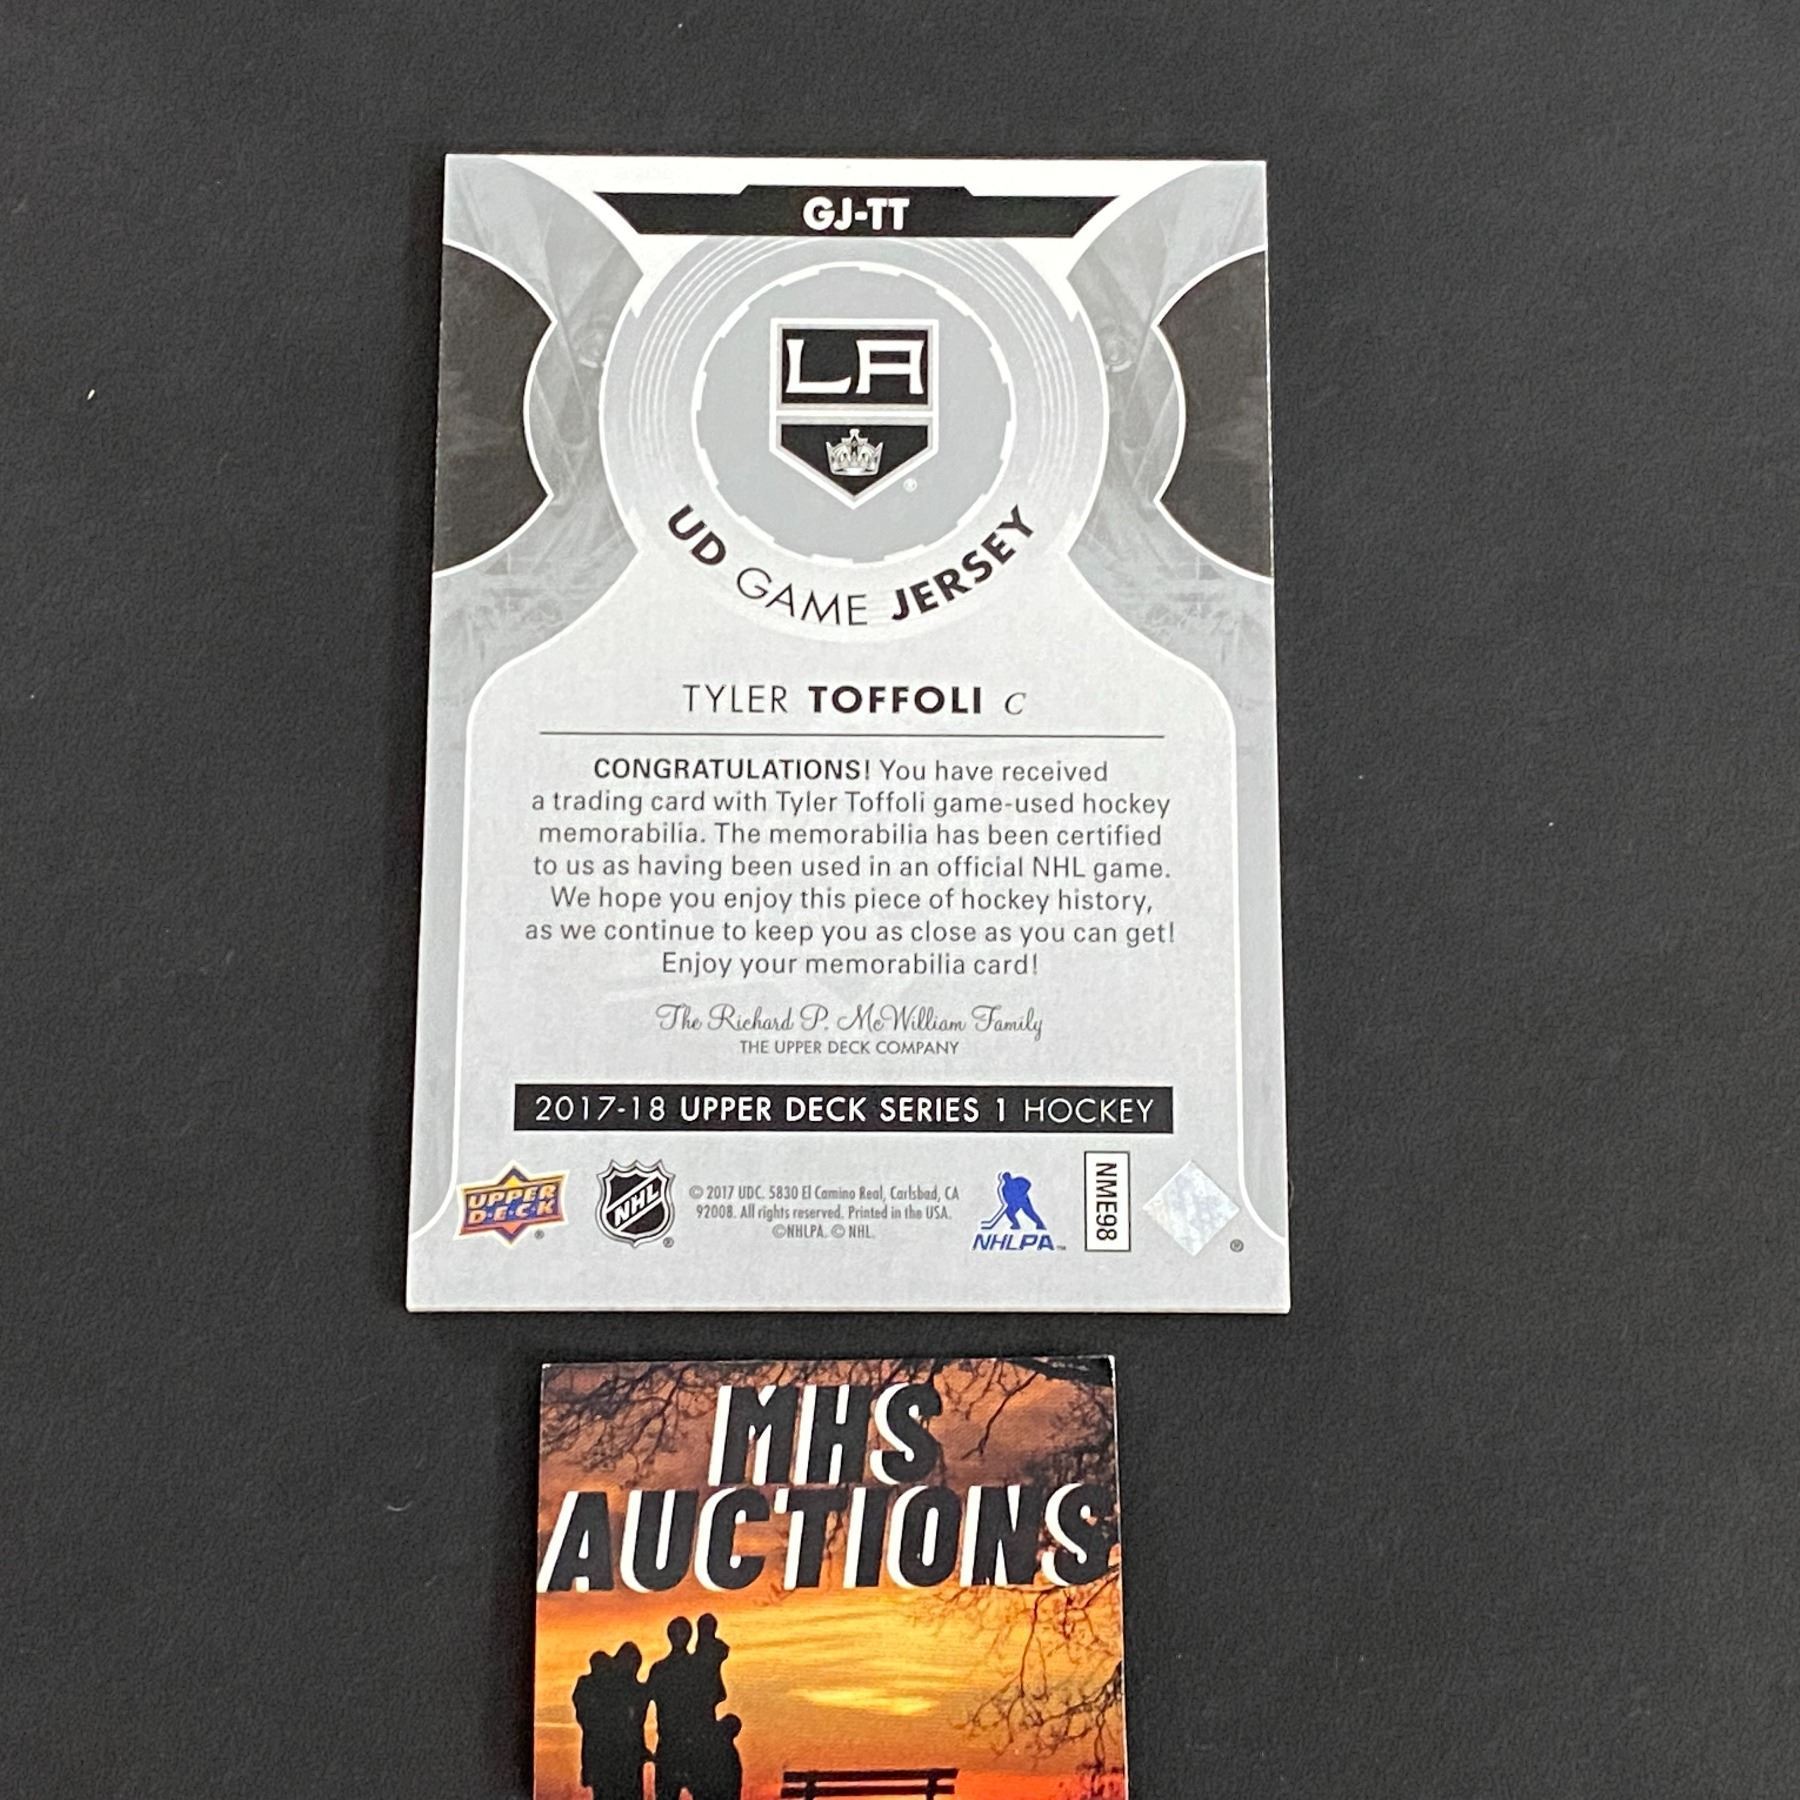 GJ-TT
LA
®
UD GAME JERSEY
TYLER TOFFOLI C
CONGRATULATIONS! You have received
a trading card with Tyler Toffoli game-used hockey
memorabilia. The memorabilia has been certified
to us as having been used in an official NHL game.
We hope you enjoy this piece of hockey history,
as we continue to keep you as close as you can get!
Enjoy your memorabilia card!
The Richard P. McWilliam Family
THE UPPER DECK COMPANY
2017-18 UPPER DECK SERIES 1 HOCKEY
UPPER
D·E·C·K
®
NHL
®
© 2017 UDC. 5830 El Camino Real, Carlsbad, CA
92008. All rights reserved. Printed in the USA.
©NHLPA. © NHL.
NHLPA™
NME98
®
MHS
AUCTIONS